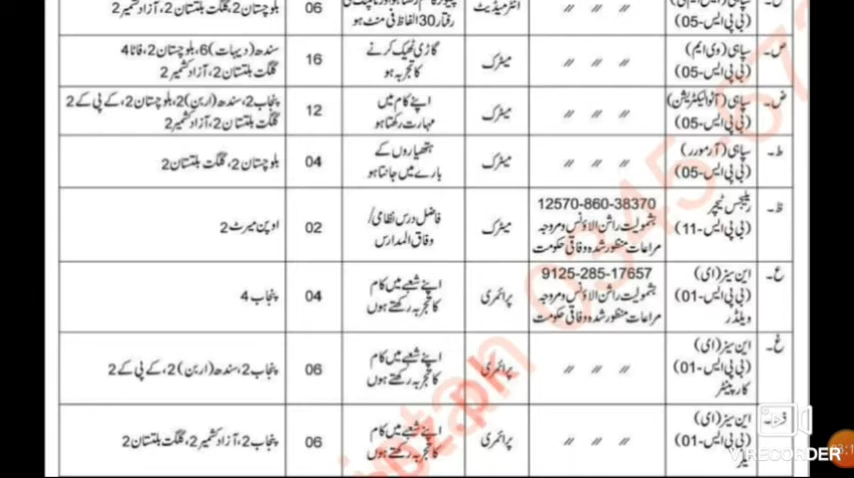 رفتار 30 الفاظ فی منٹ ہو
انٹرمیڈیٹ
06
بلوچستان 2، گلگت بلتستان 2، آزاد کشمیر 2
ص۔ سپاہی (وی ایم) (بی پی ایس-05) // // // میٹرک گاڑی ٹھیک کرنے کا تجربہ ہو 16 سندھ (دیہات) 6، بلوچستان 2، فاٹا 4 گلگت بلتستان 2، آزاد کشمیر 2
ض۔ سپاہی (آٹو الیکٹریشن) (بی پی ایس-05) // // // میٹرک اپنے کام میں مہارت رکھتا ہو 12 پنجاب 2، سندھ (اربن) 2، بلوچستان 2، کے پی کے 2 گلگت بلتستان 2، آزاد کشمیر 2
ط۔ سپاہی (آرمورر) (بی پی ایس-05) // // // میٹرک ہتھیاروں کے بارے میں جانتا ہو 04 بلوچستان 2، گلگت بلتستان 2
ظ۔ ریلیجس ٹیچر (بی پی ایس-11) 12570-860-38370 بشمولیت راشن الاؤنس و مروجہ مراعات منظور شدہ وفاقی حکومت میٹرک فاضل درس نظامی/ وفاق المدارس 02 اوپن میرٹ 2
ع۔ این سیز (ای) (بی پی ایس-01) ویلڈر 9125-285-17657 بشمولیت راشن الاؤنس و مروجہ مراعات منظور شدہ وفاقی حکومت پرائمری اپنے شعبے میں کام کا تجربہ رکھتے ہوں 04 پنجاب 4
غ۔ این سیز (ای) (بی پی ایس-01) کارپینٹر // // // پرائمری اپنے شعبے میں کام کا تجربہ رکھتے ہوں 06 پنجاب 2، سندھ (اربن) 2، کے پی کے 2
ف۔ این سیز (ای) (بی پی ایس-01) ٹیلر // // // پرائمری اپنے شعبے میں کام کا تجربہ رکھتے ہوں 06 پنجاب 2، آزاد کشمیر 2، گلگت بلتستان 2
VIRECORDER